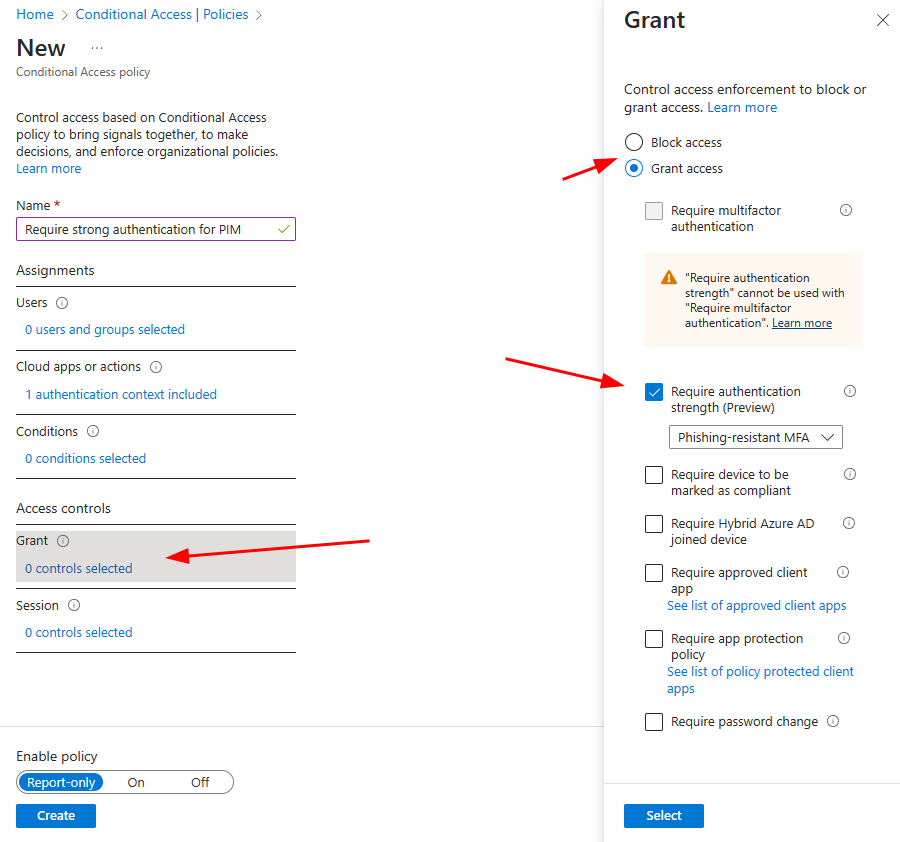 Home > Conditional Access | Policies >
New ...
Conditional Access policy
Control access based on Conditional Access
policy to bring signals together, to make
decisions, and enforce organizational policies.
Learn more
Name *
Require strong authentication for PIM
Assignments
Users
0 users and groups selected
Cloud apps or actions
1 authentication context included
Conditions
0 conditions selected
Access controls
Grant
0 controls selected
Session
0 controls selected
Enable policy
Report-only On Off
Create
Grant
Control access enforcement to block or
grant access. Learn more
Block access
Grant access
Require multifactor
authentication
"Require authentication
strength" cannot be used with
"Require multifactor
authentication". Learn more
Require authentication
strength (Preview)
Phishing-resistant MFA
Require device to be
marked as compliant
Require Hybrid Azure AD
joined device
Require approved client
app
See list of approved client apps
Require app protection
policy
See list of policy protected client
apps
Require password change
Select